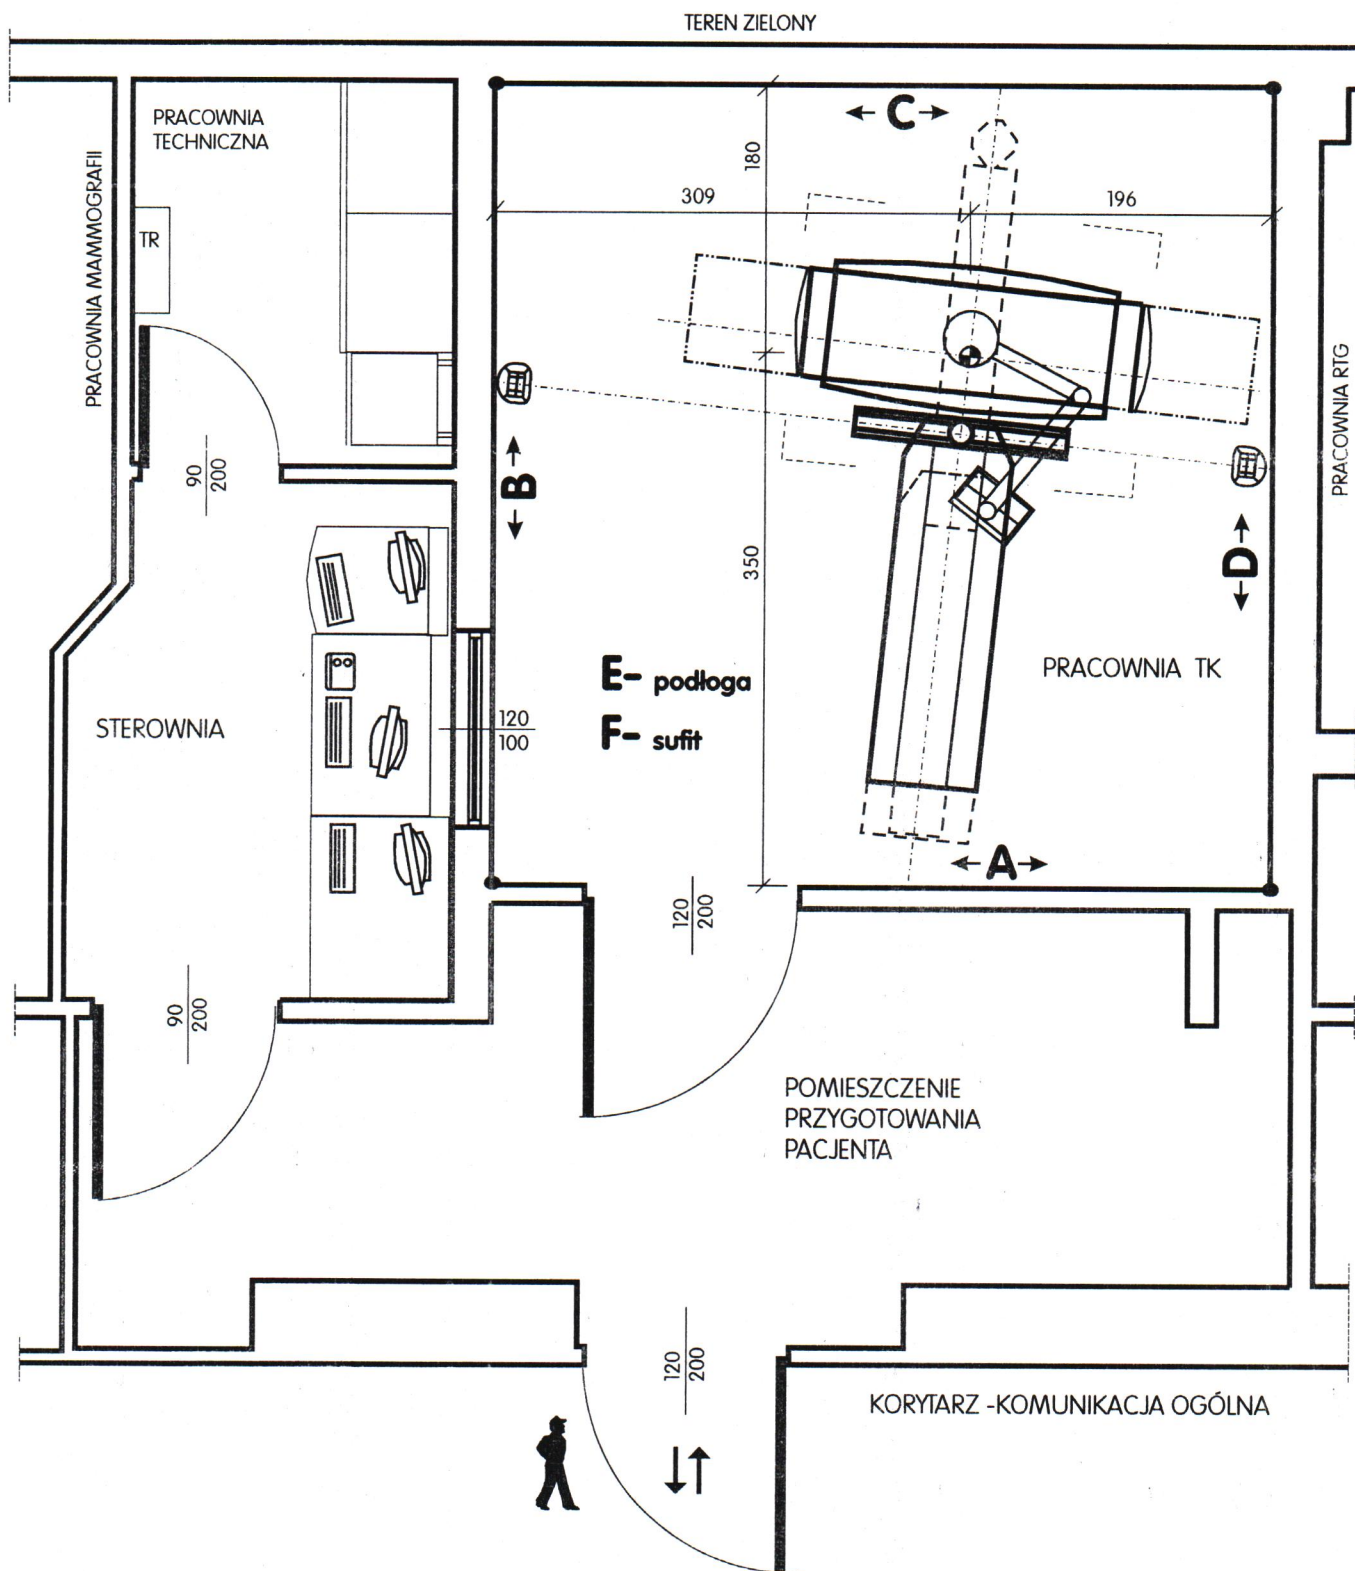 TEREN ZIELONY
PRACOWNIA
TECHNICZNA
PRACOWNIA MAMMOGRAFII
TR
C
180
309
196
PRACOWNIA RTG
90
200
B
350
D
E- podłoga
F- sufit
PRACOWNIA TK
STEROWNIA
120
100
A
120
200
90
200
POMIESZCZENIE
PRZYGOTOWANIA
PACJENTA
120
200
KORYTARZ -KOMUNIKACJA OGÓLNA